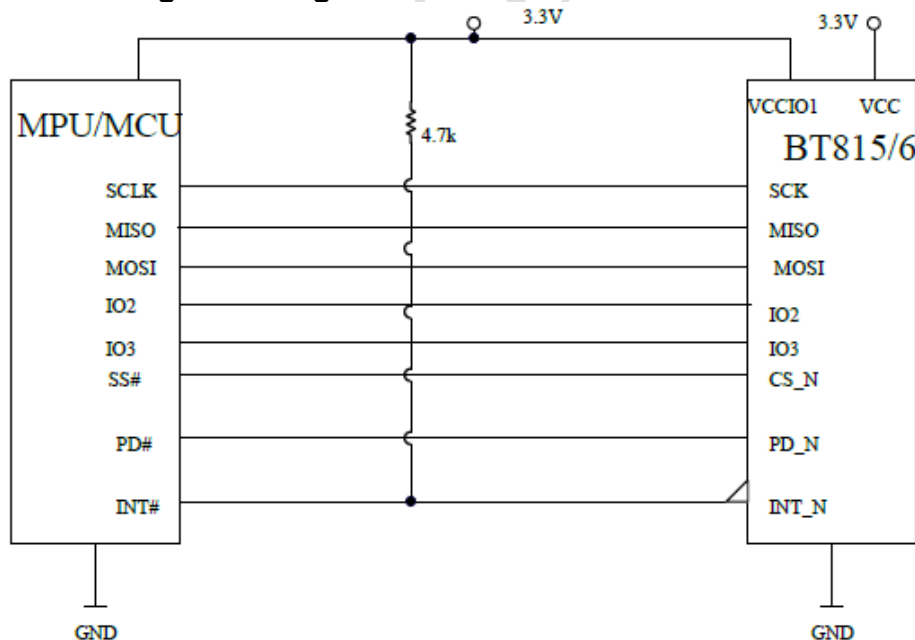 3.3V
3.3V
VCCIO1 VCC
MPU/MCU
4.7k
BT815/6
SCLK SCK
MISO MISO
MOSI MOSI
IO2 IO2
IO3 IO3
SS# CS_N
PD# PD_N
INT# INT_N
GND GND